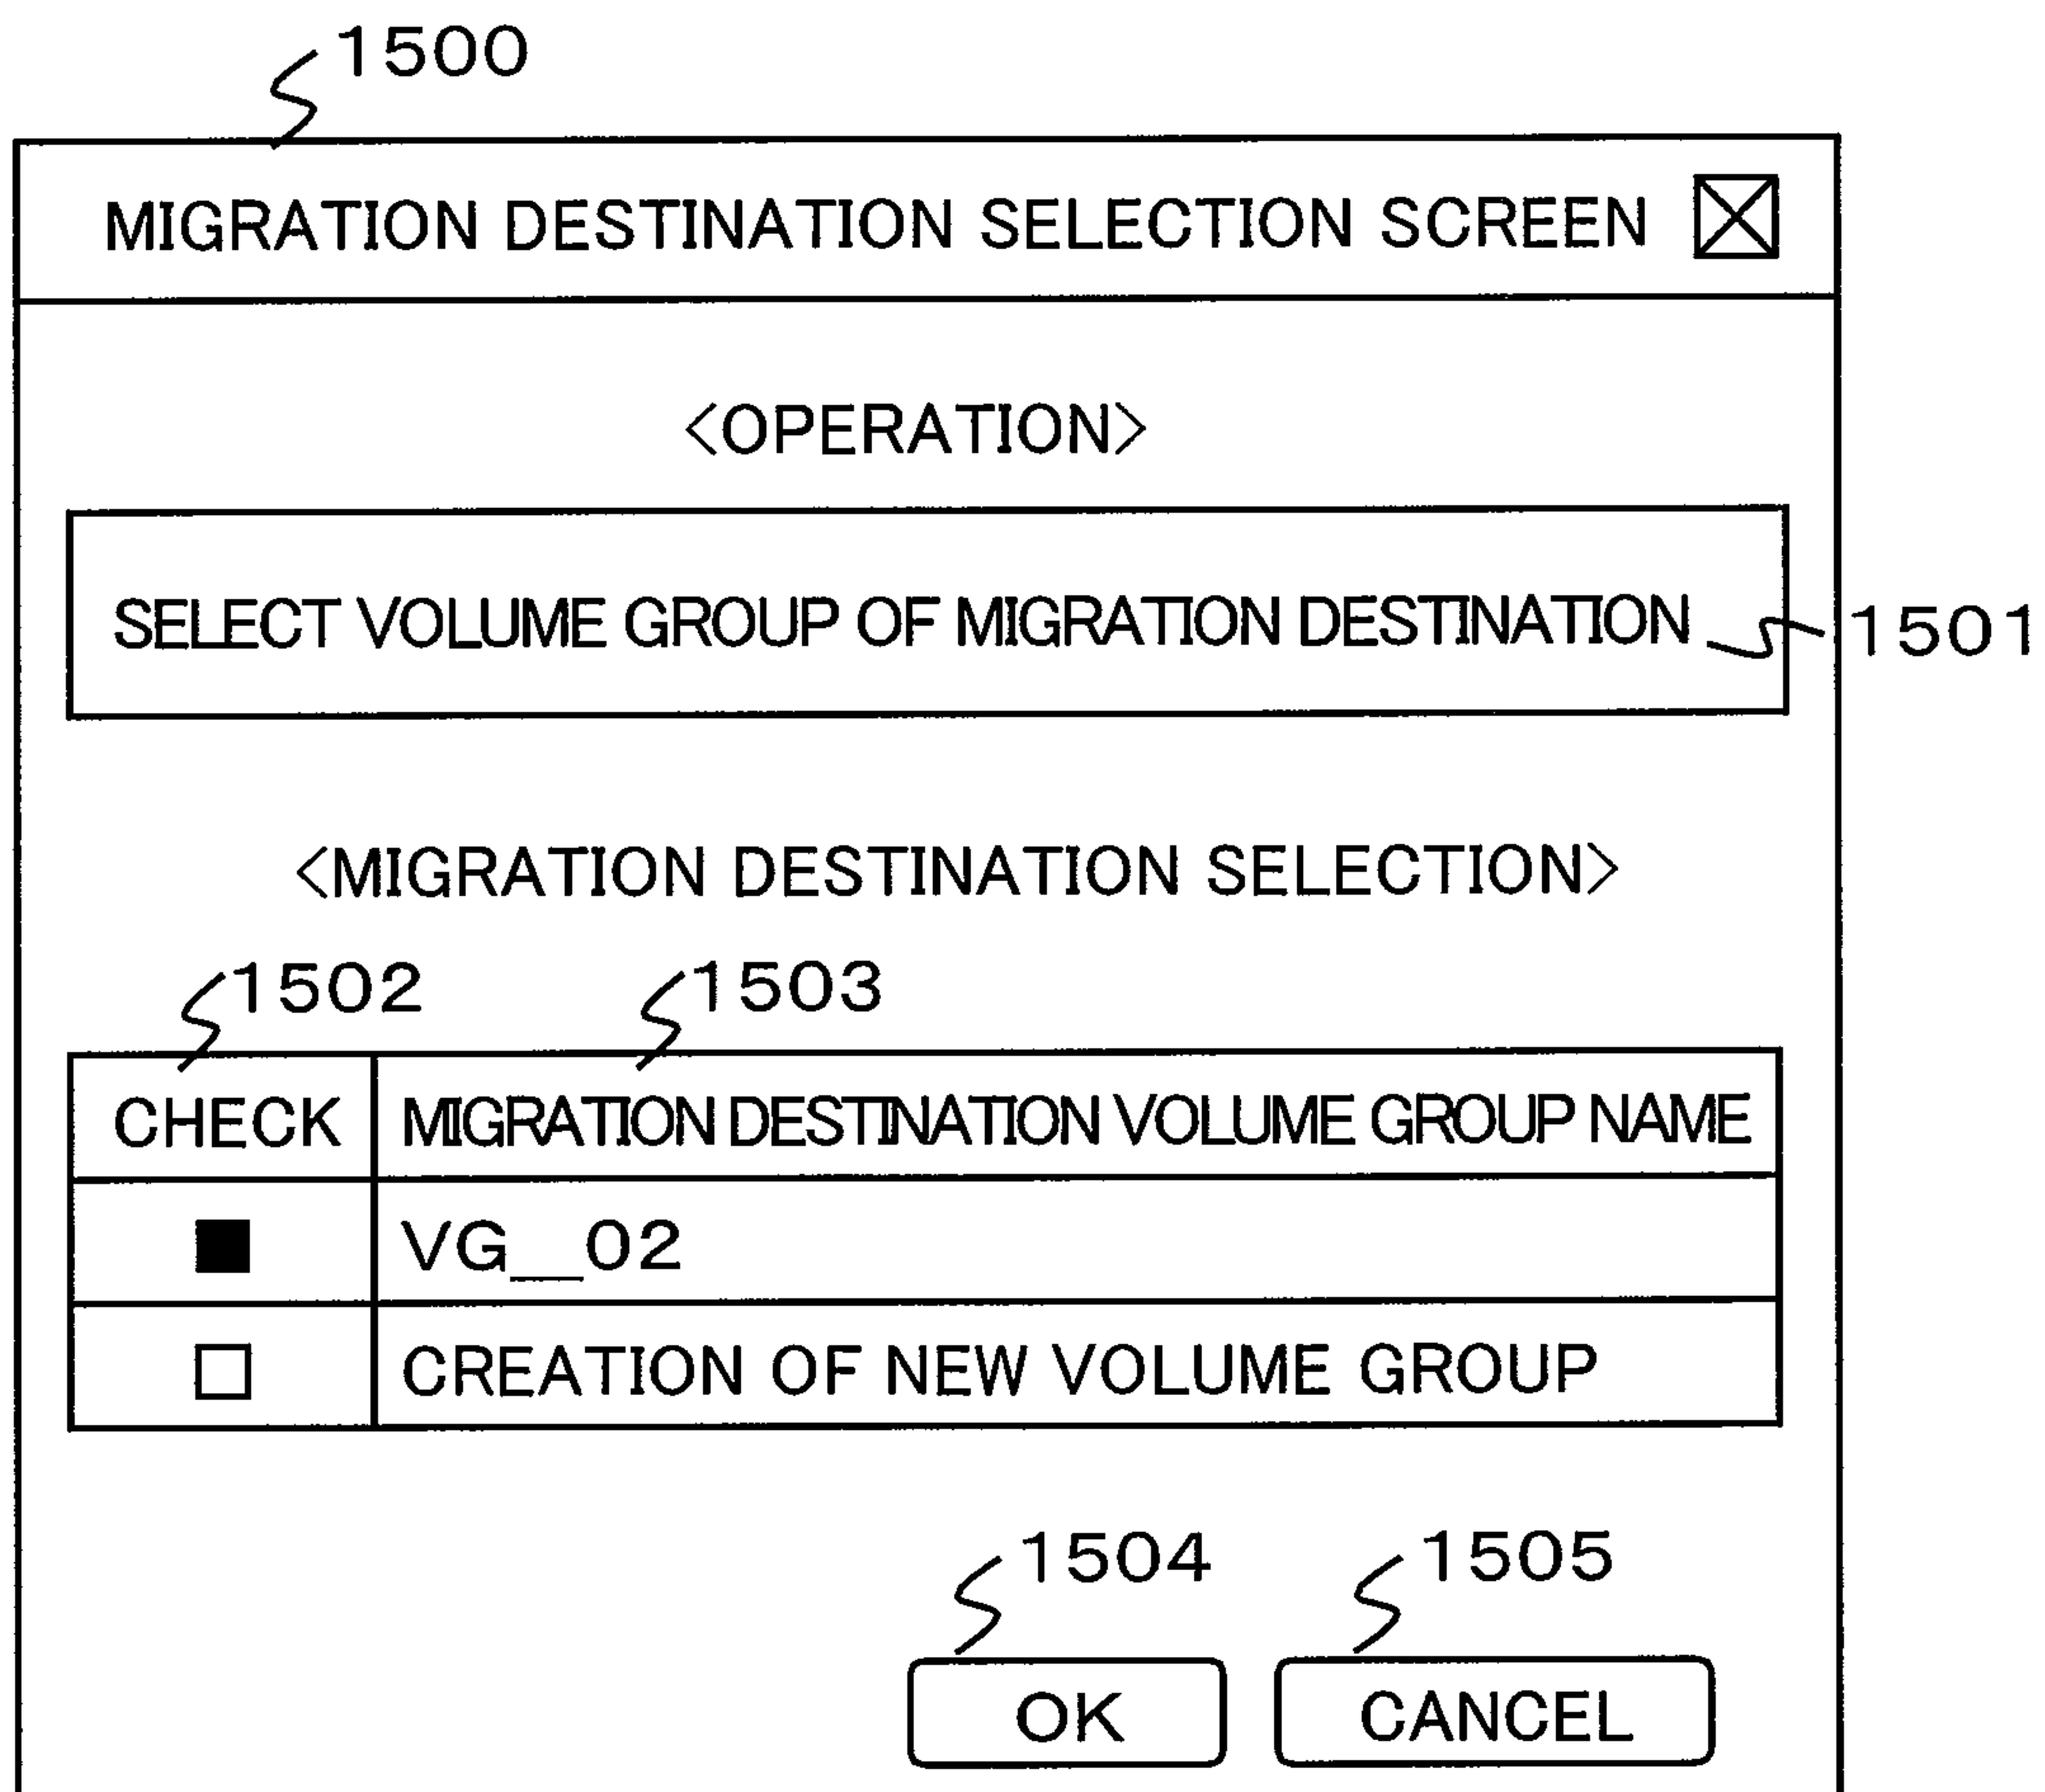 1500
MIGRATION DESTINATION SELECTION SCREEN
<OPERATION>
SELECT VOLUME GROUP OF MIGRATION DESTINATION
1501
<MIGRATION DESTINATION SELECTION>
1502 1503
CHECK MIGRATION DESTINATION VOLUME GROUP NAME
VG_02
CREATION OF NEW VOLUME GROUP
1504 1505
OK CANCEL